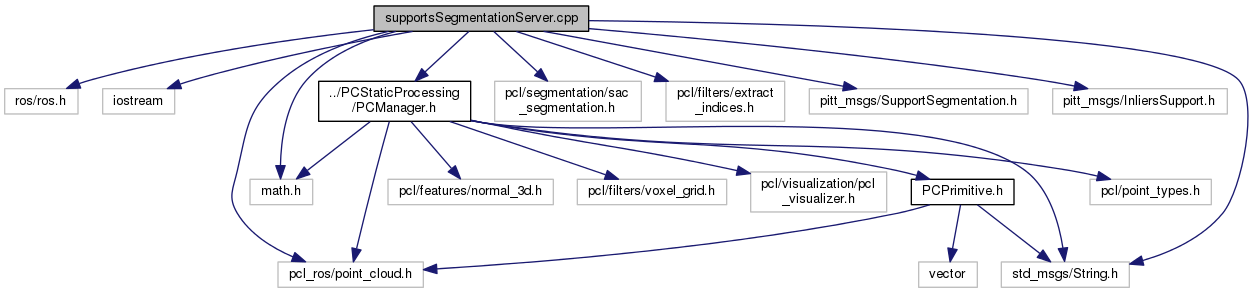 supportsSegmentationServer.cpp
ros/ros.h
iostream
../PCStaticProcessing
/PCManager.h
pcl/segmentation/sac
_segmentation.h
pcl/filters/extract
_indices.h
pitt_msgs/SupportSegmentation.h
pitt_msgs/InliersSupport.h
math.h
pcl/features/normal_3d.h
pcl/filters/voxel_grid.h
pcl/visualization/pcl
_visualizer.h
PCPrimitive.h
pcl/point_types.h
pcl_ros/point_cloud.h
vector
std_msgs/String.h